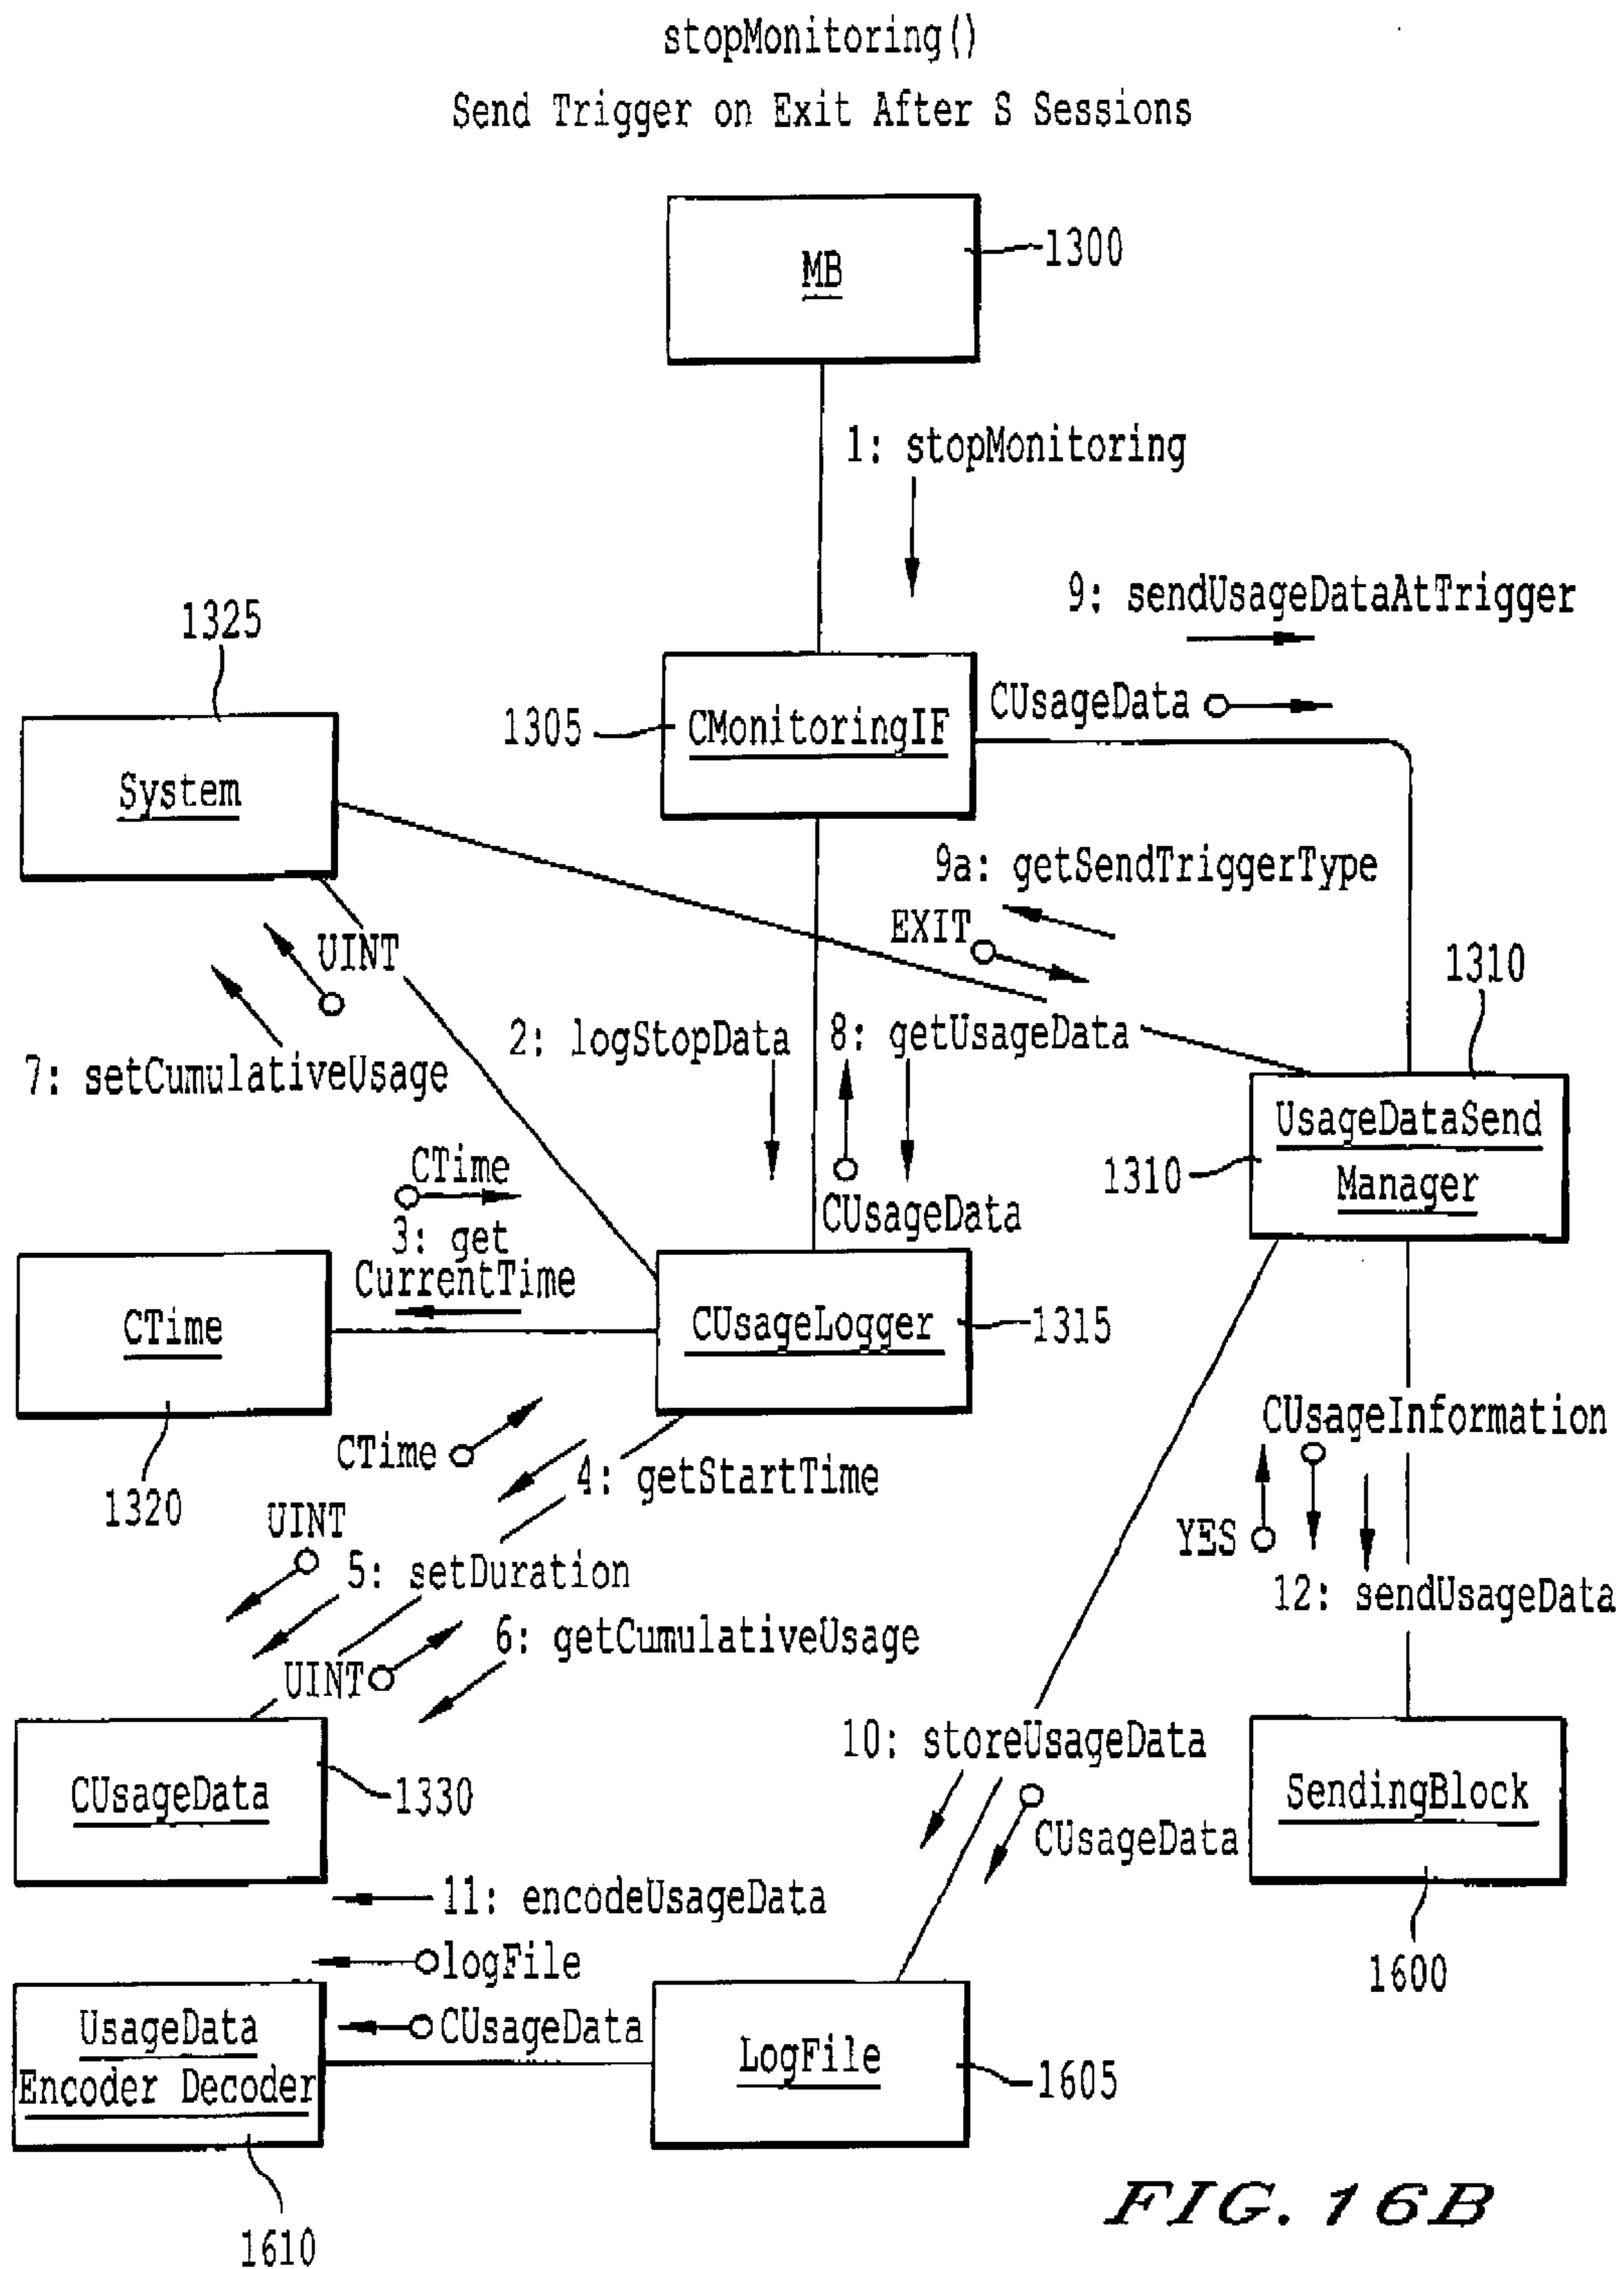 stopMonitoring()
Send Trigger on Exit After S Sessions
MB
1300
1: stopMonitoring
9: sendUsageDataAtTrigger
1325
CUsageData
1305
CMonitoringIF
System
9a: getSendTriggerType
EXIT
UINT
1310
2: logStopData
8: getUsageData
7: setCumulativeUsage
UsageDataSend
Manager
1310
CTime
3: get
CurrentTime
CUsageData
CTime
CUsageLogger
1315
CTime
4: getStartTime
CUsageInformation
1320
UINT
YES
5: setDuration
12: sendUsageData
6: getCumulativeUsage
UINT
10: storeUsageData
CUsageData
1330
SendingBlock
CUsageData
11: encodeUsageData
logFile
1600
CUsageData
UsageData
Encoder Decoder
LogFile
1605
FIG. 16B
1610